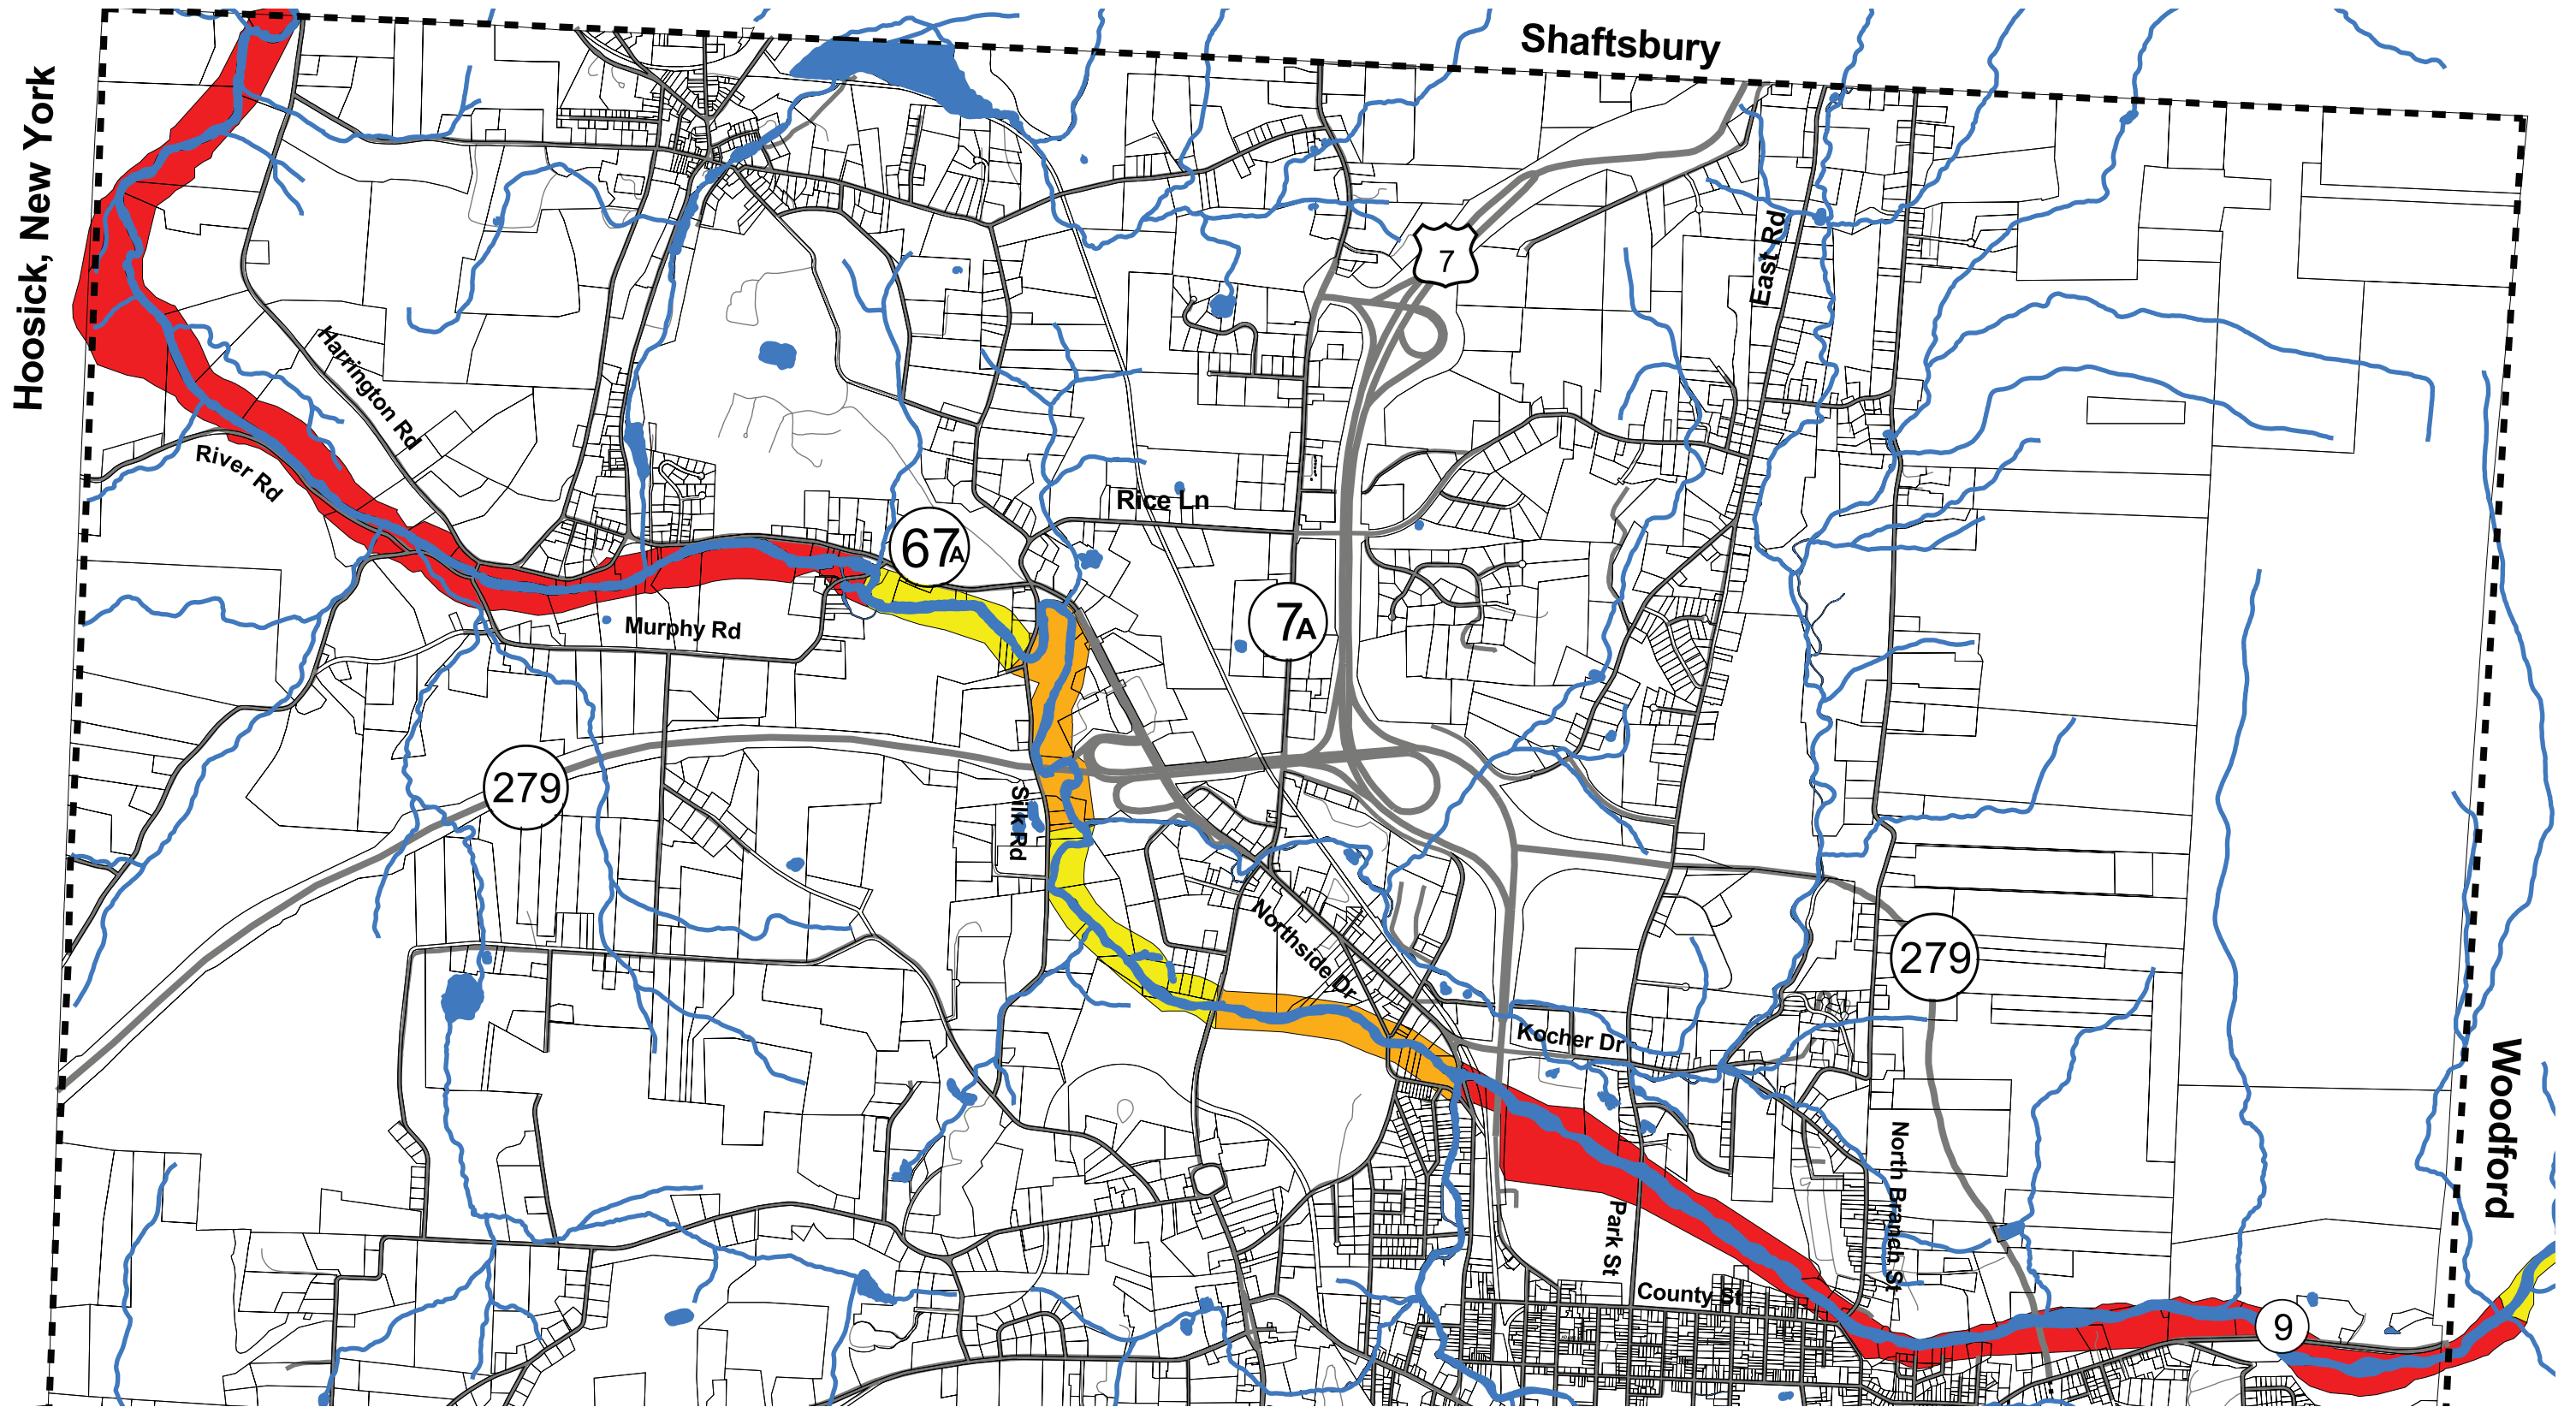 Shaftsbury
Hoosick, New York
7
East Rd
Harrington Rd
River Rd
Rice Ln
67A
7A
Murphy Rd
279
Silk Rd
Northside Dr
279
Kocher Dr
Woodford
North Branch St
Park St
County St
9